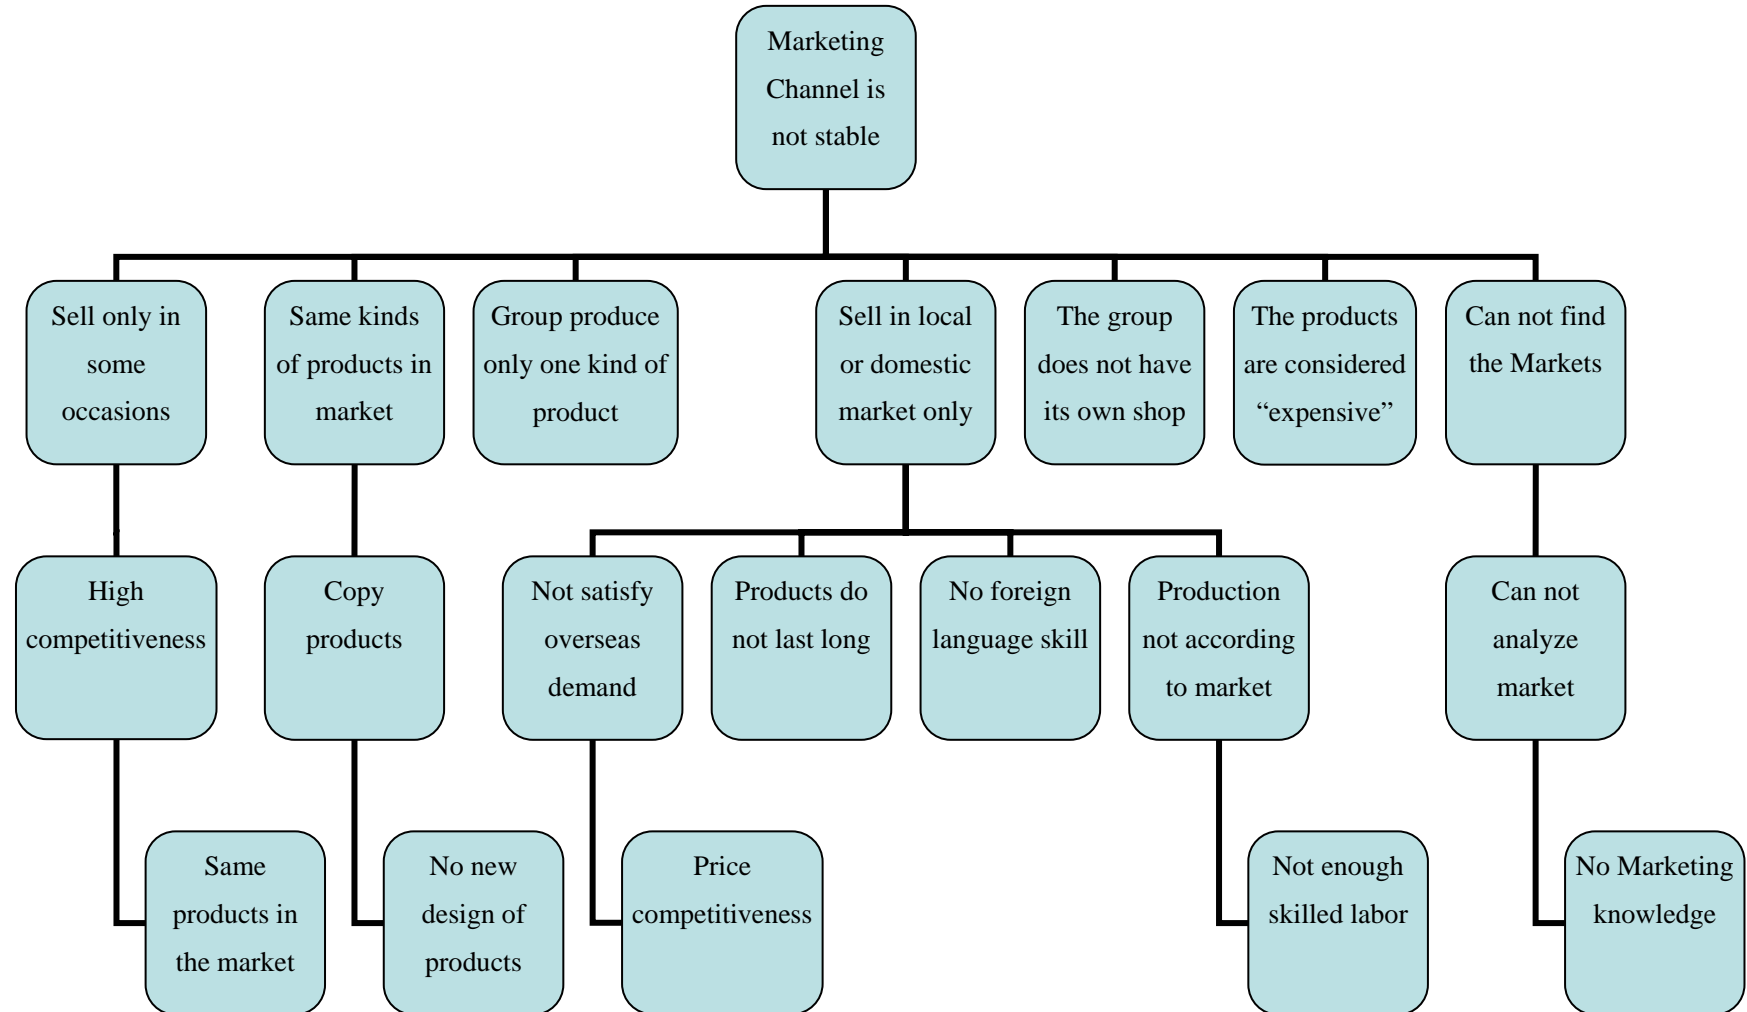 Marketing
Channel is
not stable
Sell only in
some
occasions
Same kinds
of products in
market
Group produce
only one kind of
product
Sell in local
or domestic
market only
The group
does not have
its own shop
The products
are considered
“expensive”
Can not find
the Markets
High
competitiveness
Copy
products
Not satisfy
overseas
demand
Products do
not last long
No foreign
language skill
Production
not according
to market
Can not
analyze
market
Same
products in
the market
No new
design of
products
Price
competitiveness
Not enough
skilled labor
No Marketing
knowledge